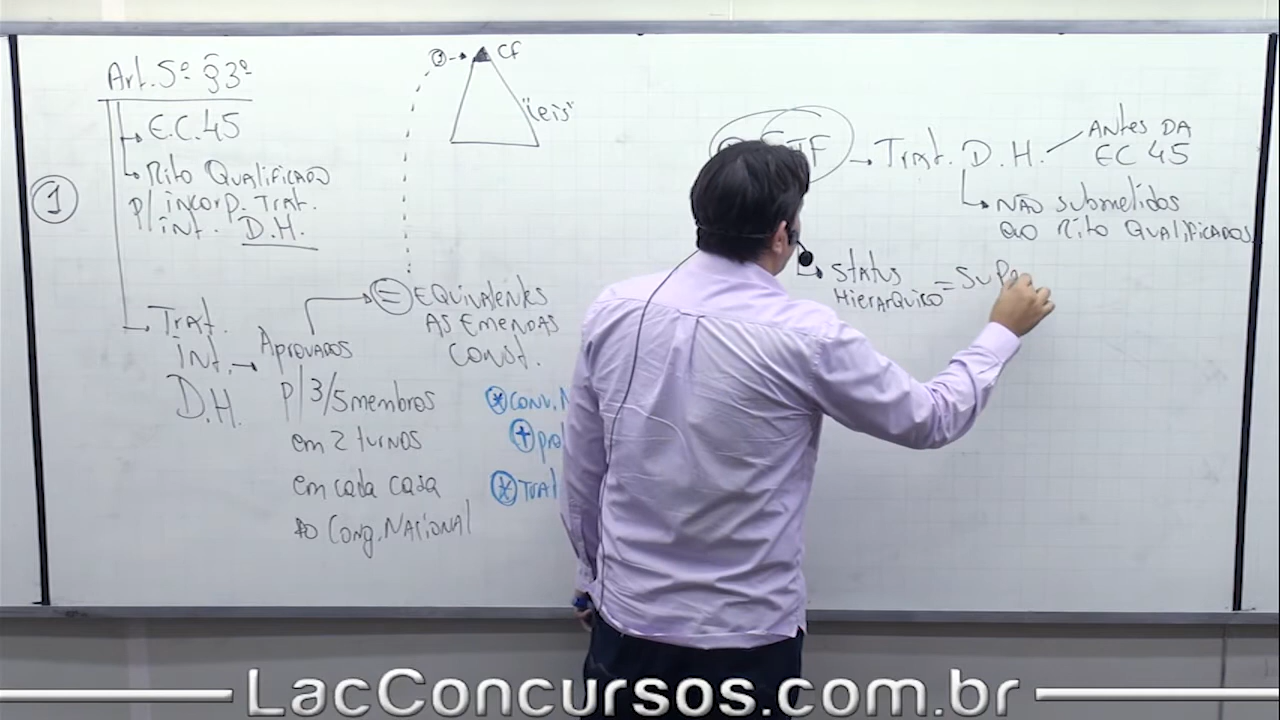 Art. 5º §3º
E.C. 45
Rito Qualificado
p/ incorp. Trat.
int. D.H.
1
Trat.
int.
D.H.
Aprovados
p/ 3/5 membros
em 2 turnos
em cada casa
do Cong. Nacional
= Equivalentes
As Emendas
Const.
CF
"Leis"
Conv.
+
Trat
STF
Trat. D.H.
Antes da
EC 45
Não submetidos
ao Rito Qualificados
Status
Hierarquico = Sup
LacConcursos.com.br